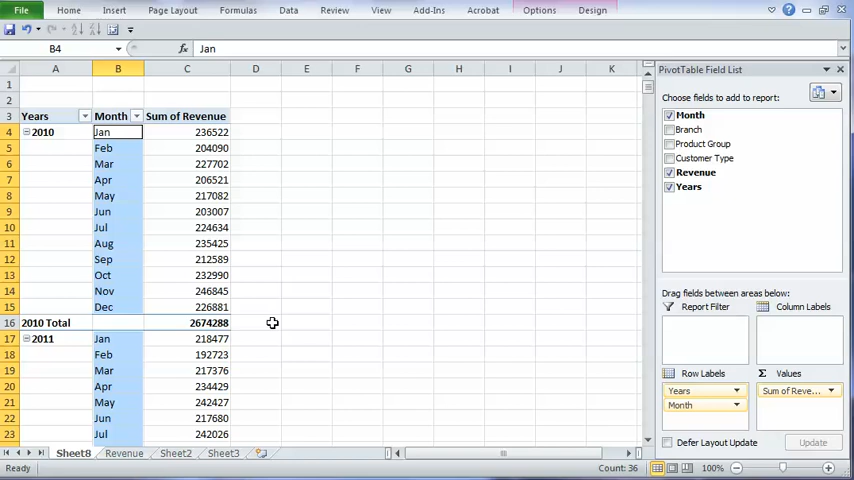 File Home Insert Page Layout Formulas Data Review View Add-Ins Acrobat Options Design
B4 fx Jan
A B C D E F G H I J K
1
2
3 Years Month Sum of Revenue
4 2010 Jan 236522
5 Feb 204090
6 Mar 227702
7 Apr 206521
8 May 217082
9 Jun 203007
10 Jul 224634
11 Aug 235425
12 Sep 212589
13 Oct 232990
14 Nov 246845
15 Dec 226881
16 2010 Total 2674288
17 2011 Jan 218477
18 Feb 192723
19 Mar 217376
20 Apr 234429
21 May 242427
22 Jun 217680
23 Jul 242026
Sheet8 Revenue Sheet2 Sheet3
Ready Count: 36 100%
PivotTable Field List
Choose fields to add to report:
Month
Branch
Product Group
Customer Type
Revenue
Years
Drag fields between areas below:
Report Filter Column Labels
Row Labels Σ Values
Years Sum of Reve...
Month
Defer Layout Update Update